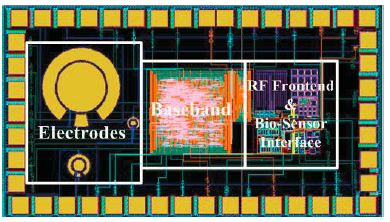 Electrodes
Baseband
RF Frontend
&
Bio-Sensor
Interface